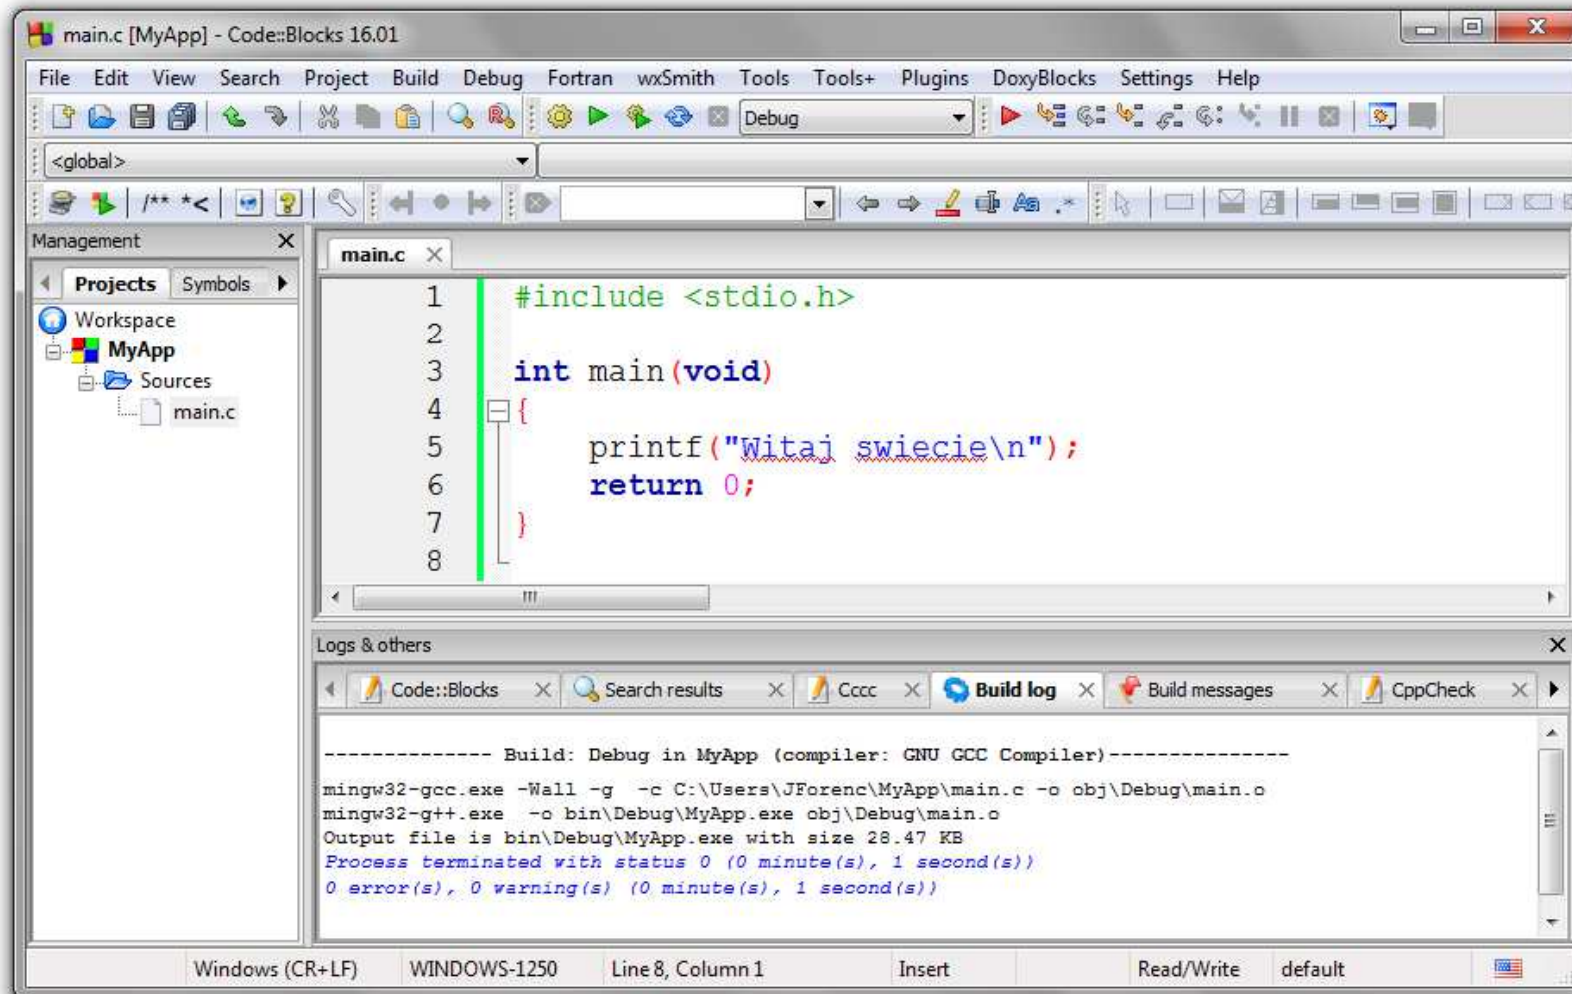 main.c [MyApp] - Code::Blocks 16.01
File Edit View Search Project Build Debug Fortran wxSmith Tools Tools+ Plugins DoxyBlocks Settings Help
Debug
<global>
/** *<
Management
main.c
Projects Symbols
Workspace
MyApp
Sources
main.c
1 #include <stdio.h>
2
3 int main(void)
4 {
5 printf("Witaj swiecie\n");
6 return 0;
7 }
8
Logs & others
Code::Blocks Search results Cccc Build log Build messages CppCheck
-------------- Build: Debug in MyApp (compiler: GNU GCC Compiler)---------------
mingw32-gcc.exe -Wall -g -c C:\Users\JForenc\MyApp\main.c -o obj\Debug\main.o
mingw32-g++.exe -o bin\Debug\MyApp.exe obj\Debug\main.o
Output file is bin\Debug\MyApp.exe with size 28.47 KB
Process terminated with status 0 (0 minute(s), 1 second(s))
0 error(s), 0 warning(s) (0 minute(s), 1 second(s))
Windows (CR+LF) WINDOWS-1250 Line 8, Column 1 Insert Read/Write default